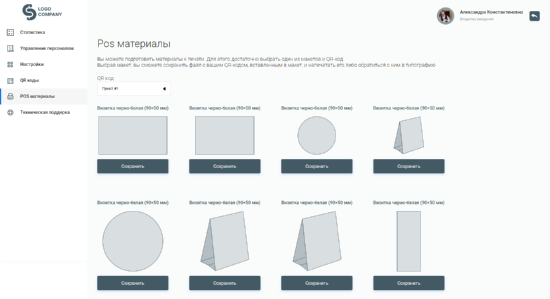 LOGO
COMPANY
Александра Константиновна
Владелец заведения
Статистика
Управление персоналом
Настройки
QR коды
POS материалы
Техническая поддержка
Pos материалы
Вы можете подготовить материалы к печати. Для этого достаточно выбрать один из макетов и QR-код.
Выбрав макет, вы сможете сохранить файл с вашим QR-кодом, вставленным в макет, и напечатать его либо обратиться с ним в типографию
QR код
Пункт #1
Визитка черно-белая (90×50 мм)
Визитка черно-белая (90×50 мм)
Визитка черно-белая (90×50 мм)
Визитка черно-белая (90×50 мм)
Сохранить
Сохранить
Сохранить
Сохранить
Визитка черно-белая (90×50 мм)
Визитка черно-белая (90×50 мм)
Визитка черно-белая (90×50 мм)
Визитка черно-белая (90×50 мм)
Сохранить
Сохранить
Сохранить
Сохранить